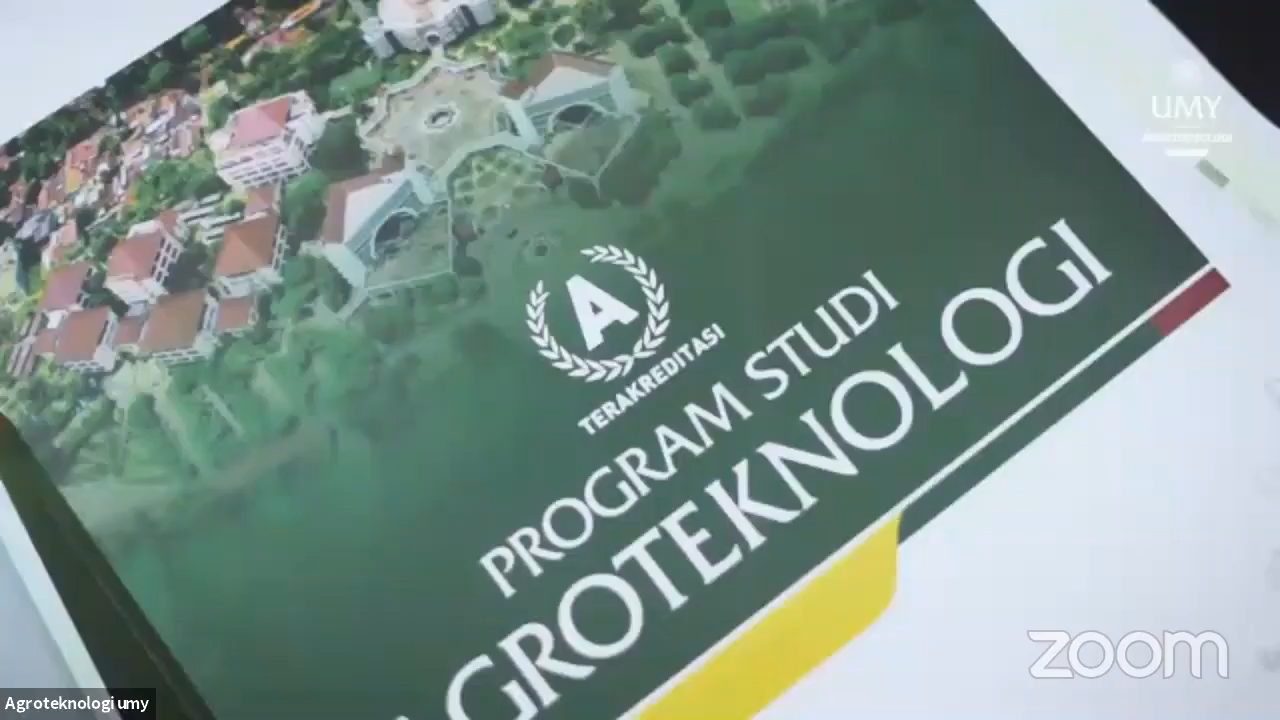 UMY
A
TERAKREDITASI
PROGRAM STUDI
AGROTEKNOLOGI
zoom
Agroteknologi umy